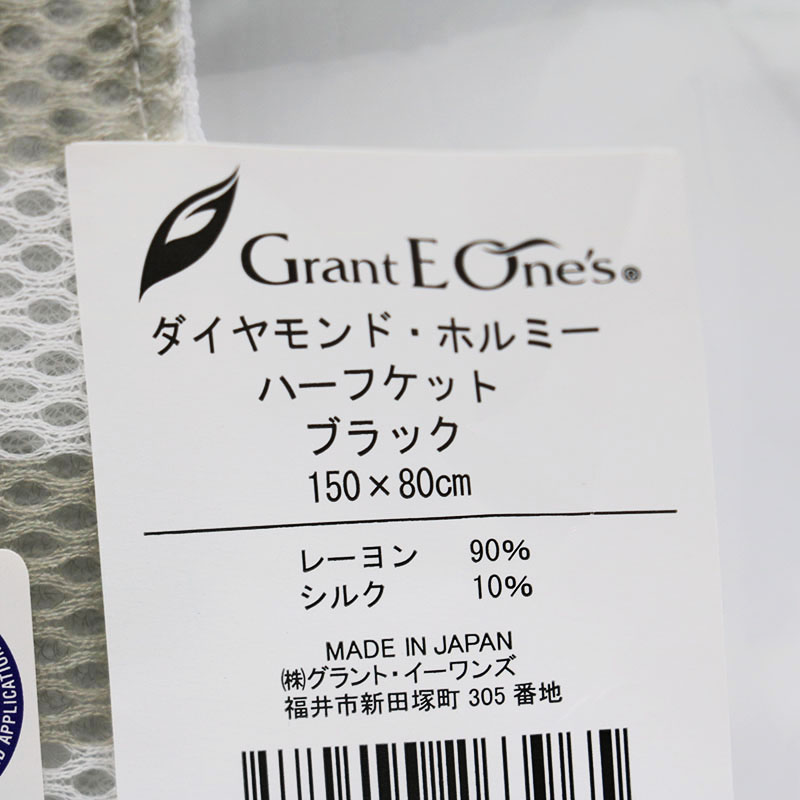 Grant E One's®
ダイヤモンド・ホルミー
ハーフケット
ブラック
150×80cm
レーヨン 90%
シルク 10%
MADE IN JAPAN
㈱グラント・イーワンズ
福井市新田塚町 305 番地
APPLICATION